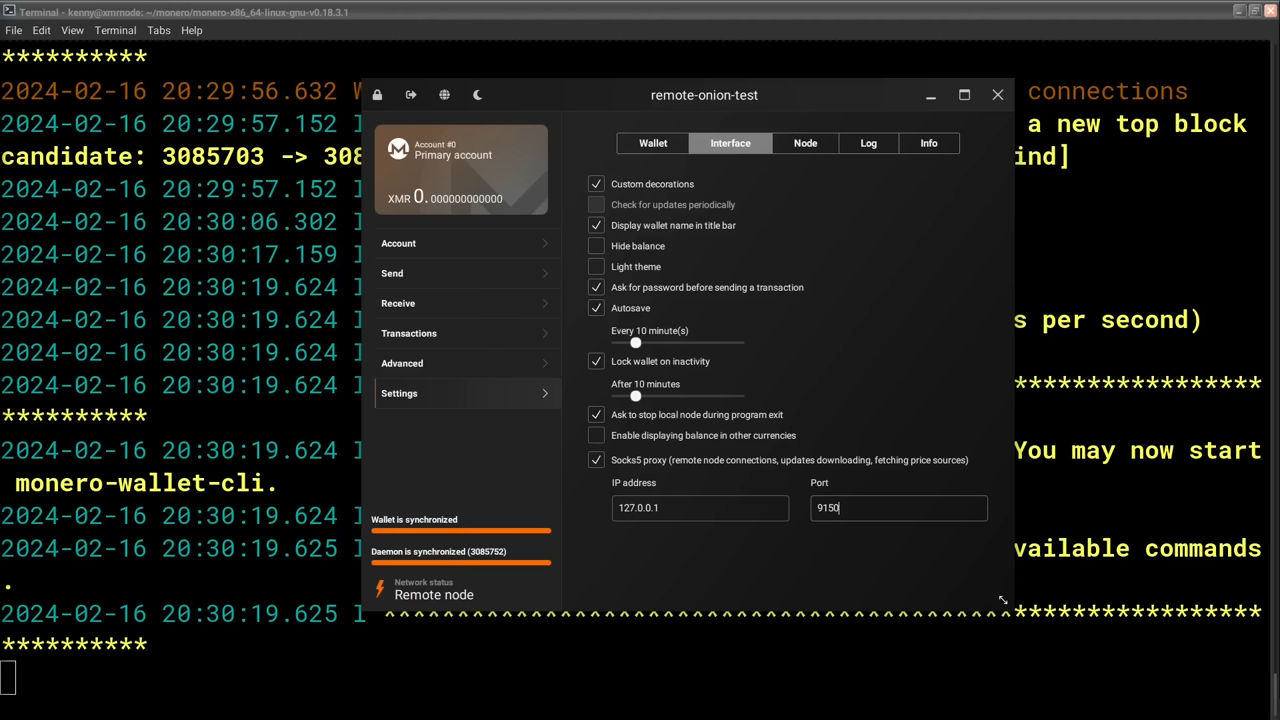 Terminal - kenny@xmmode: ~/monero/monero-x86_64-linux-gnu-v0.18.3.1
File Edit View Terminal Tabs Help
**********
2024-02-16 20:29:56.632 connections
2024-02-16 20:29:57.152 I a new top block
candidate: 3085703 -> 308 ind]
2024-02-16 20:29:57.152 I
2024-02-16 20:30:06.302 I
2024-02-16 20:30:17.159 I
2024-02-16 20:30:19.624 I
2024-02-16 20:30:19.624 I s per second)
2024-02-16 20:30:19.624 I
2024-02-16 20:30:19.624 I *****************
**********
2024-02-16 20:30:19.624 I You may now start
monero-wallet-cli.
2024-02-16 20:30:19.624 I
2024-02-16 20:30:19.625 I vailable commands
.
2024-02-16 20:30:19.625 I *****************
**********
remote-onion-test
Account #0
Primary account
XMR 0.000000000000
Account
Send
Receive
Transactions
Advanced
Settings
Wallet is synchronized
Daemon is synchronized (3085752)
Network status
Remote node
Wallet Interface Node Log Info
Custom decorations
Check for updates periodically
Display wallet name in title bar
Hide balance
Light theme
Ask for password before sending a transaction
Autosave
Every 10 minute(s)
Lock wallet on inactivity
After 10 minutes
Ask to stop local node during program exit
Enable displaying balance in other currencies
Socks5 proxy (remote node connections, updates downloading, fetching price sources)
IP address Port
127.0.0.1 9150